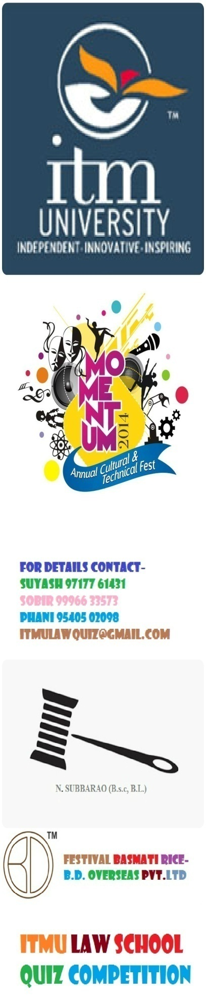 TM
itm
UNIVERSITY
INDEPENDENT · INNOVATIVE · INSPIRING
MO
ME
NT
UM
2014
Annual Cultural &
Technical Fest
FOR DETAILS CONTACT-
SUYASH 97177 61431
SOBIR 99966 33573
PHANI 95405 02098
ITMULAWQUIZ@GMAIL.COM
N. SUBBARAO (B.s.c, B.L.)
TM
FESTIVAL BASMATI RICE-
B.D. OVERSEAS PVT.LTD
ITMU LAW SCHOOL
QUIZ COMPETITION